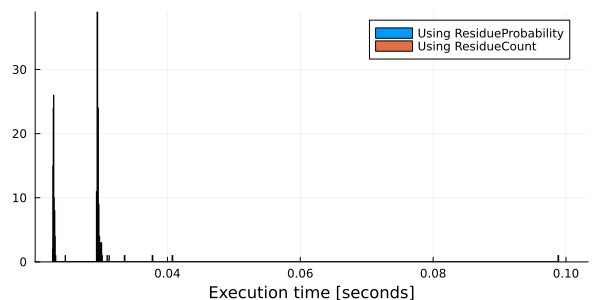 Using ResidueProbability
Using ResidueCount
30
20
10
0
0.04 0.06 0.08 0.10
Execution time [seconds]